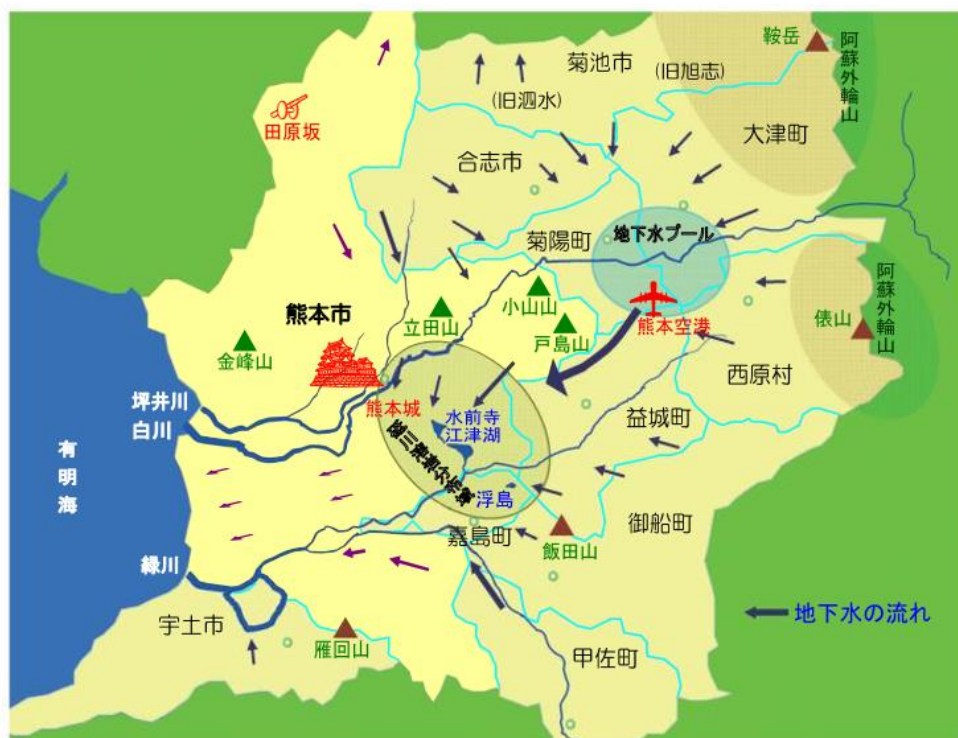 鞍岳
阿蘇外輪山
菊池市
(旧旭志)
(旧泗水)
田原坂
大津町
合志市
菊陽町
地下水プール
阿蘇外輪山
小山山
熊本市
立田山
熊本空港
俵山
戸島山
金峰山
西原村
坪井川
熊本城
水前寺
江津湖
益城町
白川
有明海
浮島
嘉島町
御船町
飯田山
緑川
宇土市
地下水の流れ
雁回山
甲佐町